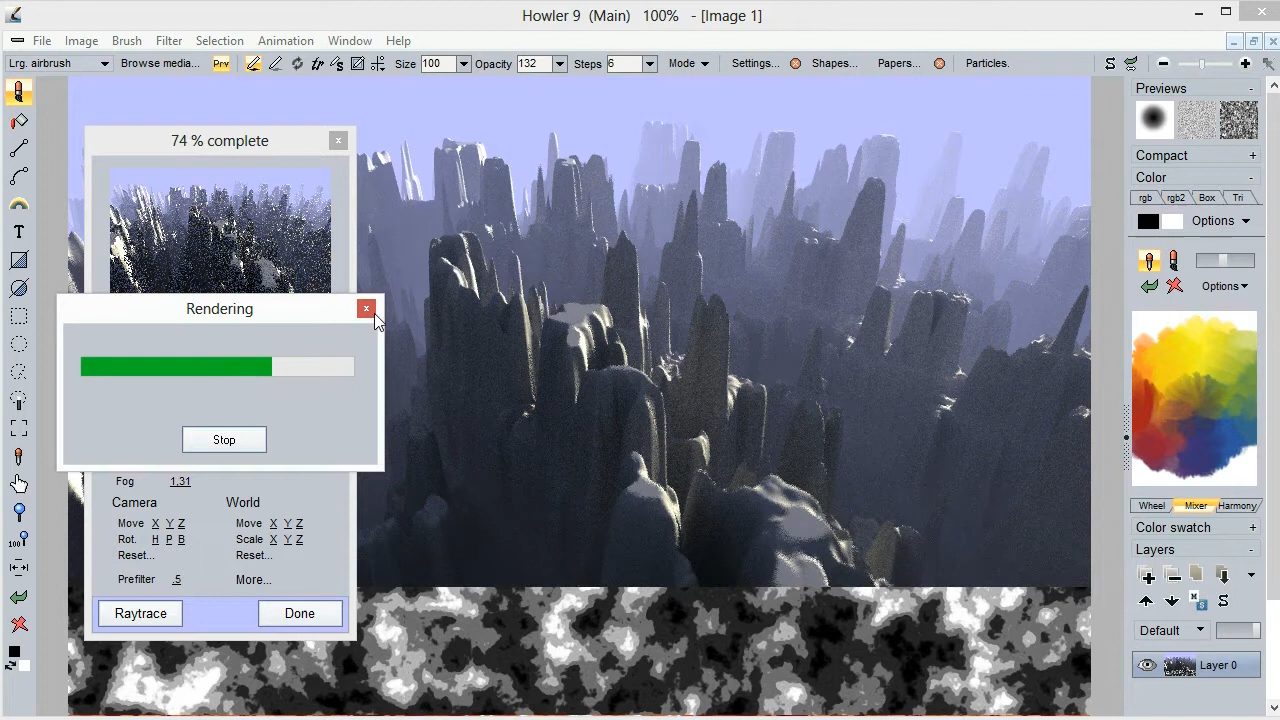 Howler 9 (Main) 100% - [Image 1]
File Image Brush Filter Selection Animation Window Help
Lrg. airbrush Browse media... Prv Size 100 Opacity 132 Steps 6 Mode Settings... Shapes... Papers... Particles.
Previews -
74 % complete
Compact +
Color -
rgb rgb2 Box Tri
Options
Options
Rendering
Stop
Fog 1.31
Camera World
Move X Y Z Move X Y Z
Rot. H P B Scale X Y Z
Reset... Reset...
Prefilter .5 More...
Raytrace Done
Wheel Mixer Harmony
Color swatch +
Layers -
Default
Layer 0
T
100
S
M
S
S